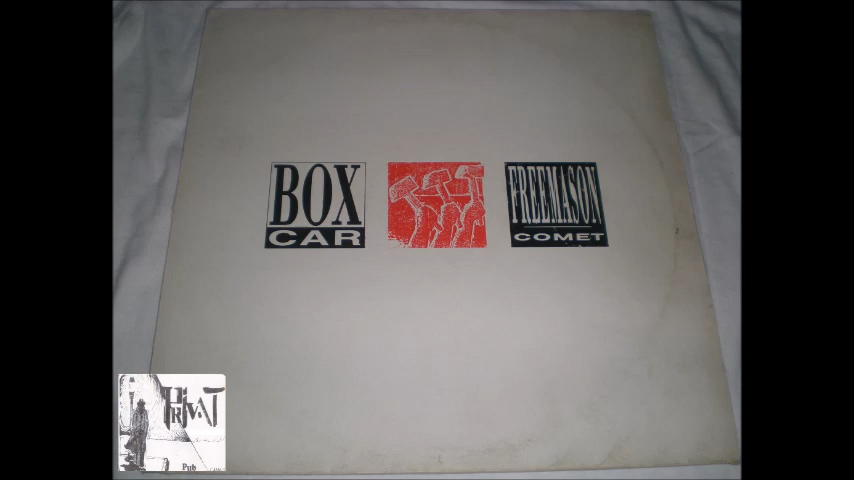 BOX
CAR
FREEMASON
COMET
PRIVAT
Pub